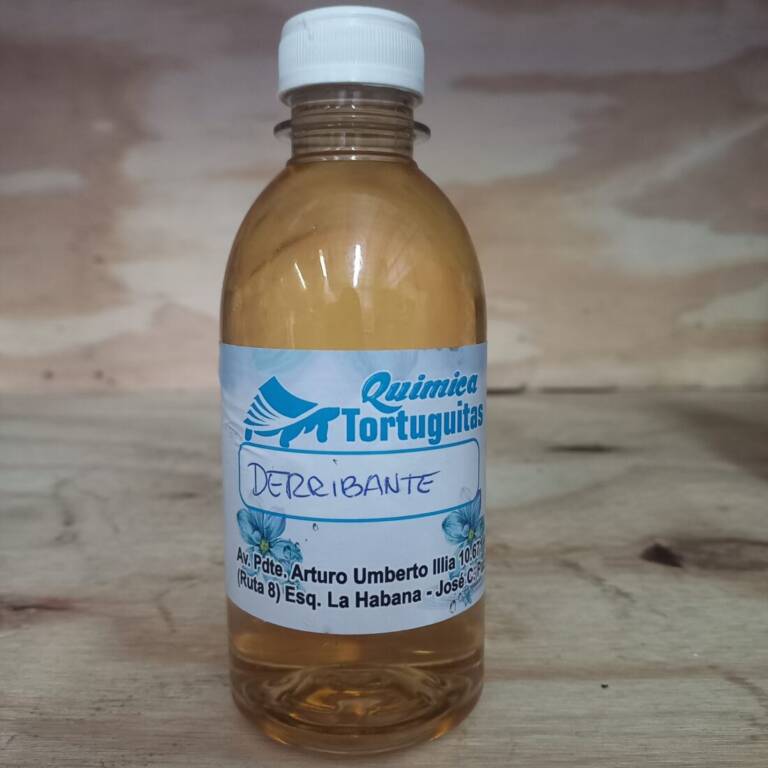 Quimica
Tortuguitas
DERRIBANTE
Av. Pdte. Arturo Umberto Illia
(Ruta 8) Esq. La Habana - José C.